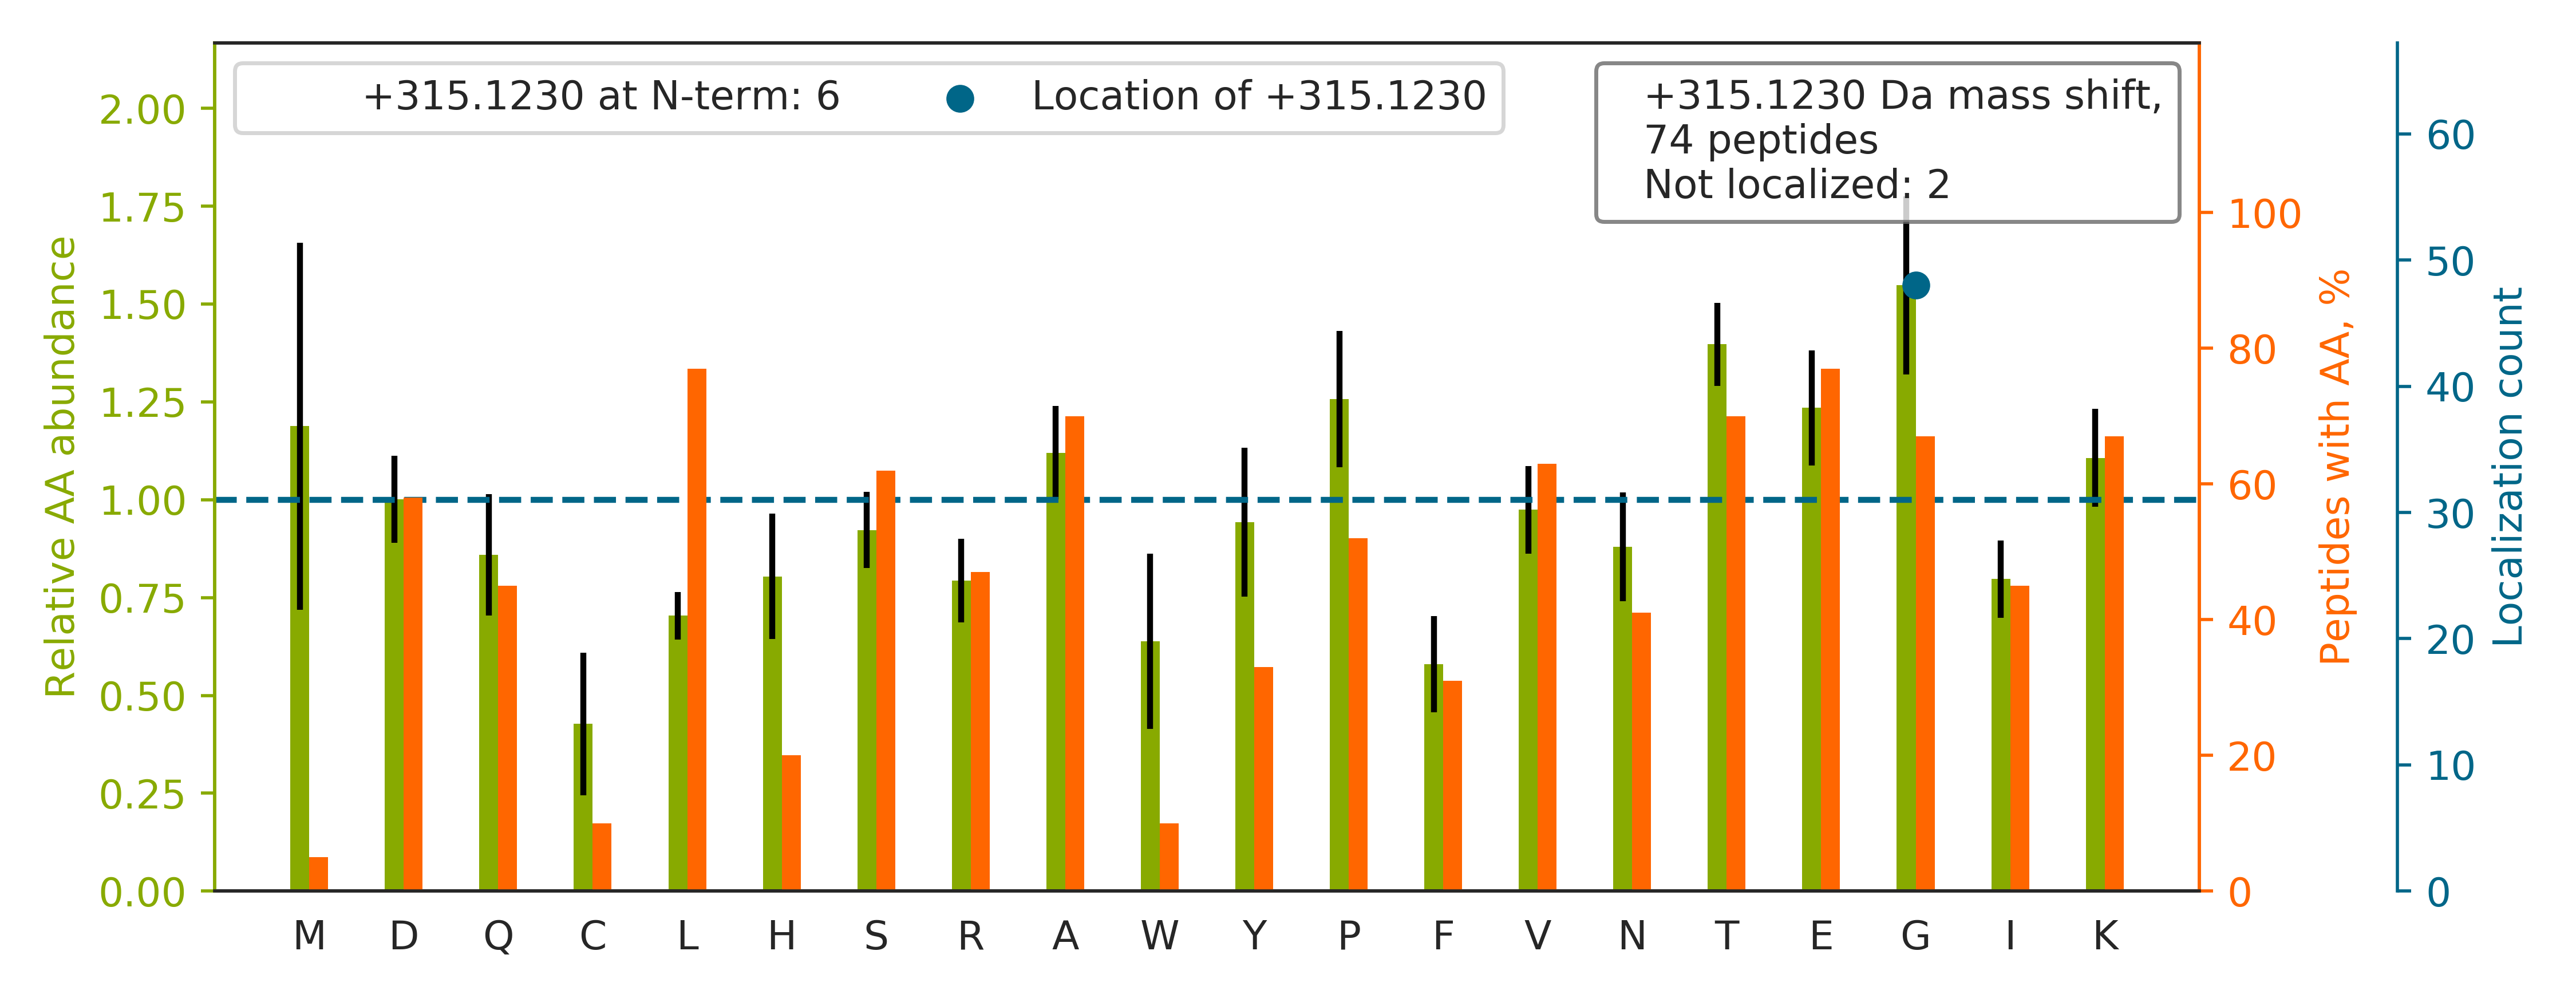 +315.1230 at N-term: 6
Location of +315.1230
+315.1230 Da mass shift,
74 peptides
Not localized: 2
Relative AA abundance
2.00
1.75
1.50
1.25
1.00
0.75
0.50
0.25
0.00
100
80
60
40
20
0
Peptides with AA, %
60
50
40
30
20
10
0
Localization count
M D Q C L H S R A W Y P F V N T E G I K